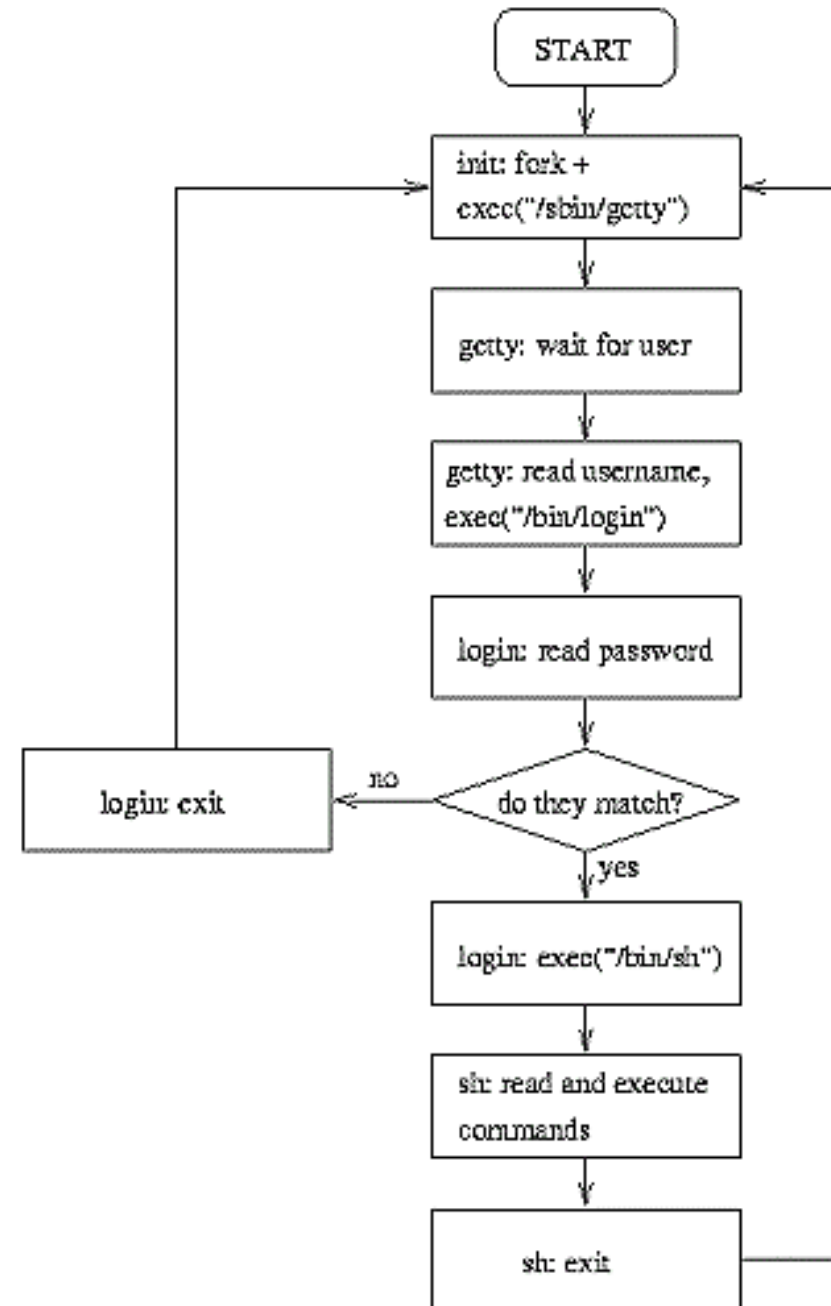 START
init: fork +
exec("/sbin/getty")
getty: wait for user
getty: read username,
exec("/bin/login")
login: read password
do they match?
no
login: exit
yes
login: exec("/bin/sh")
sh: read and execute
commands
sh: exit